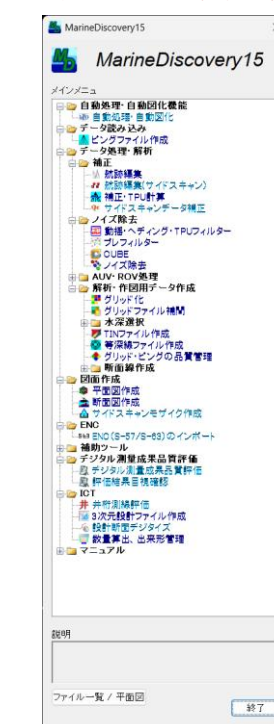 MarineDiscovery15
MarineDiscovery15
メインメニュ
自動処理・自動図化機能
自動処理・自動図化
データ読み込み
ピングファイル作成
データ処理・解析
補正
航跡編集
航跡編集(サイドスキャン)
補正・TPU計算
サイドスキャンデータ補正
ノイズ除去
動揺・ヘディング・TPUフィルター
プレフィルター
CUBE
ノイズ除去
AUV・ROV処理
解析・作図用データ作成
グリッド化
グリッドファイル補間
水深選択
TINファイル作成
等深線ファイル作成
グリッド・ピングの品質管理
断面線作成
図面作成
平面図作成
断面図作成
サイドスキャンモザイク作成
ENC
ENC(S-57/S-63)のインポート
補助ツール
デジタル測量成果品質評価
デジタル測量成果品質評価
評価結果目視確認
ICT
井桁測線評価
3次元設計ファイル作成
設計断面デジタイズ
数量算出、出来形管理
マニュアル
説明
ファイル一覧 / 平面図
終了